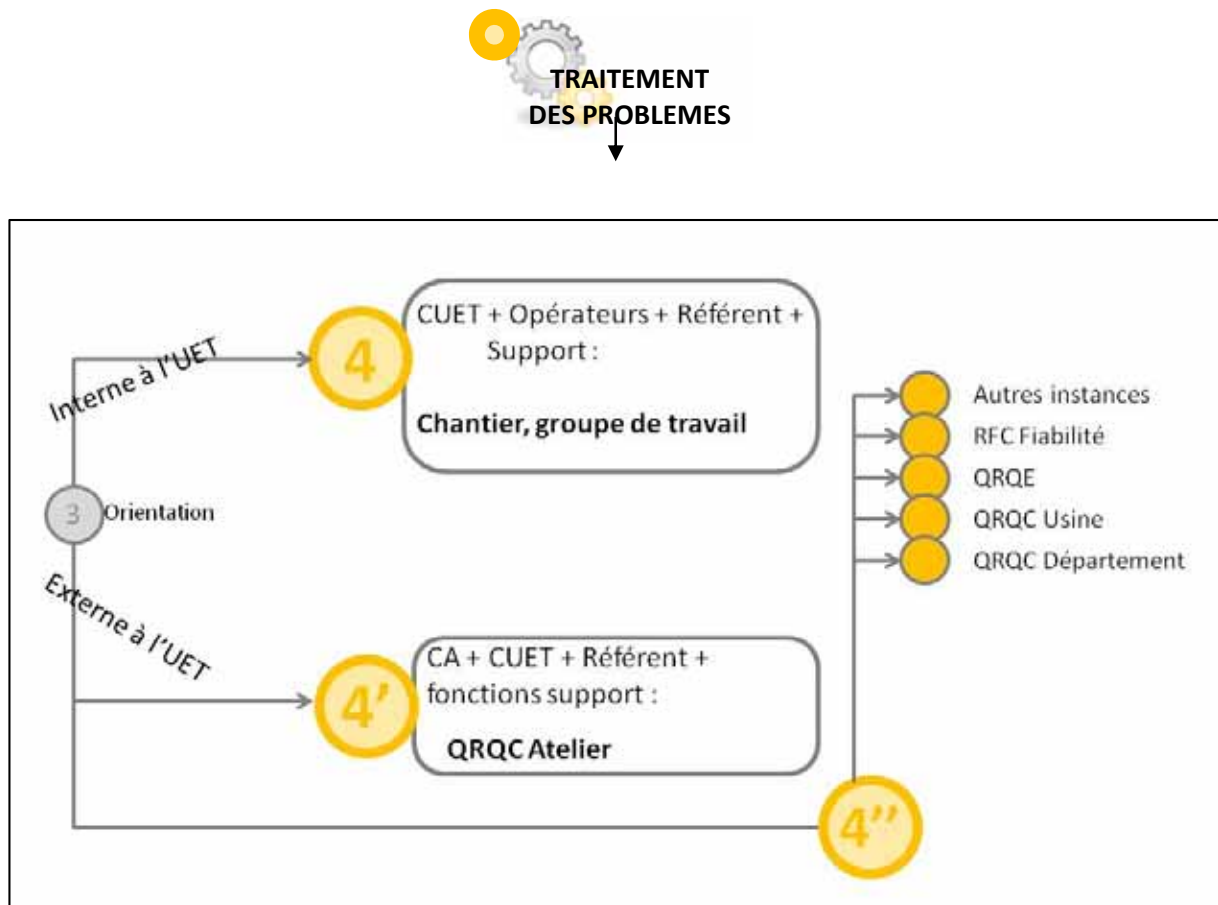 TRAITEMENT
DES PROBLEMES
Interne à l'UET
4
CUET + Opérateurs + Référent +
Support :
Chantier, groupe de travail
3 Orientation
Externe à l'UET
4'
CA + CUET + Référent +
fonctions support :
QRQC Atelier
4''
Autres instances
RFC Fiabilité
QRQE
QRQC Usine
QRQC Département